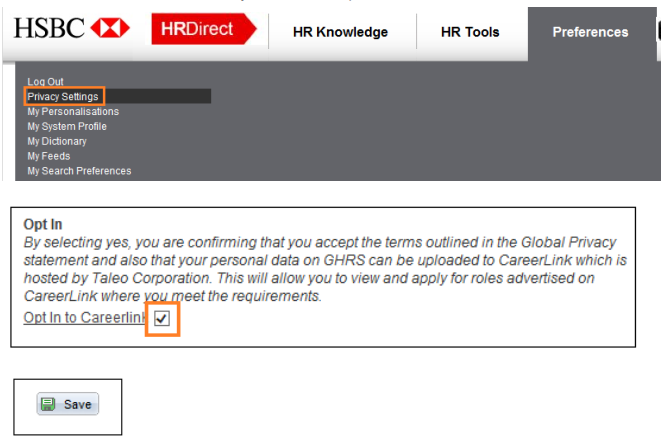 HSBC HRDirect HR Knowledge HR Tools Preferences
Log Out
Privacy Settings
My Personalisations
My System Profile
My Dictionary
My Feeds
My Search Preferences
Opt In
By selecting yes, you are confirming that you accept the terms outlined in the Global Privacy
statement and also that your personal data on GHRS can be uploaded to CareerLink which is
hosted by Taleo Corporation. This will allow you to view and apply for roles advertised on
CareerLink where you meet the requirements.
Opt In to Careerlink
Save